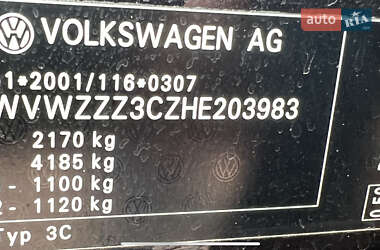 auto RIA.com
VOLKSWAGEN AG
1*2001/116*0307
WVWZZZ3CZHE203983
2170 kg
4185 kg
- 1100 kg
2 - 1120 kg
Typ 3C